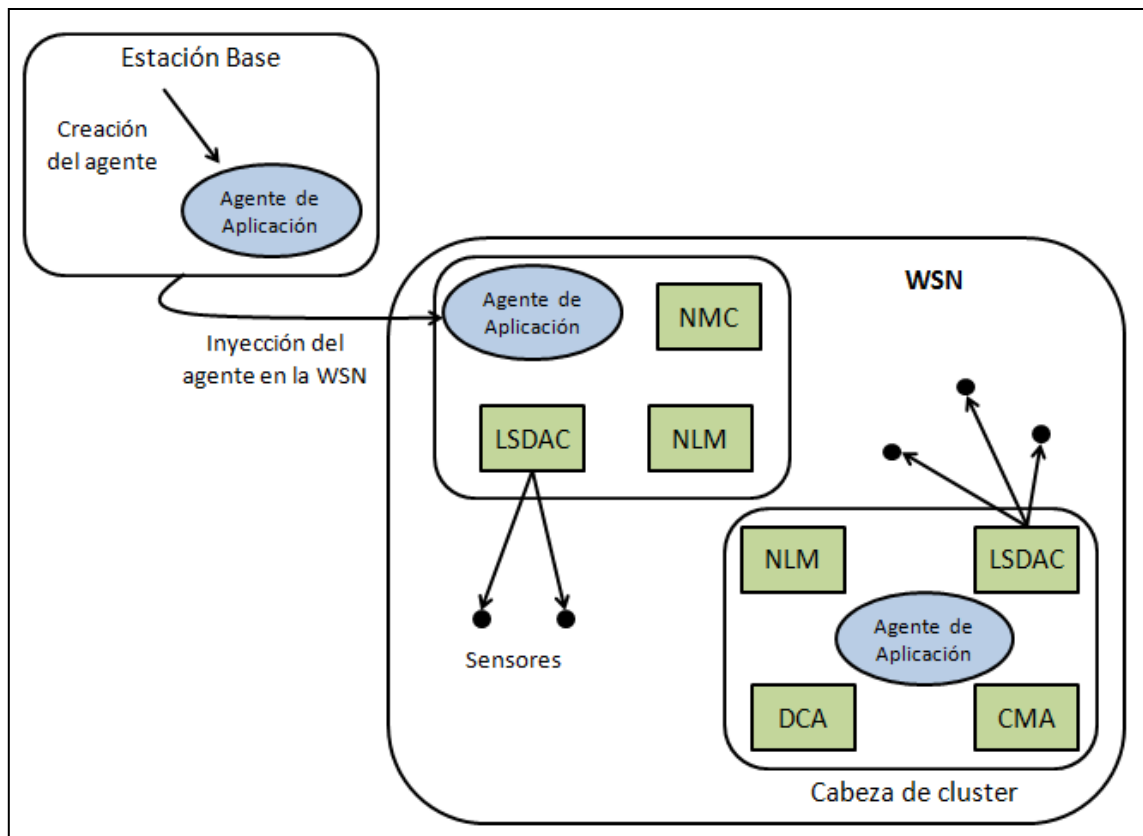 Estación Base
Creación
del agente
Agente de
Aplicación
Inyección del
agente en la WSN
WSN
Agente de
Aplicación
NMC
LSDAC
NLM
Sensores
NLM
LSDAC
Agente de
Aplicación
DCA
CMA
Cabeza de cluster